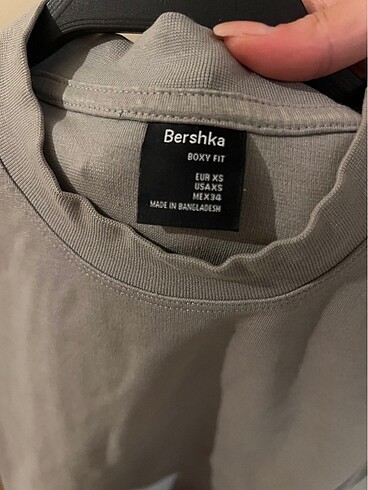 Bershka
BOXY FIT
EUR XS
USA XS
MEX 34
MADE IN BANGLADESH